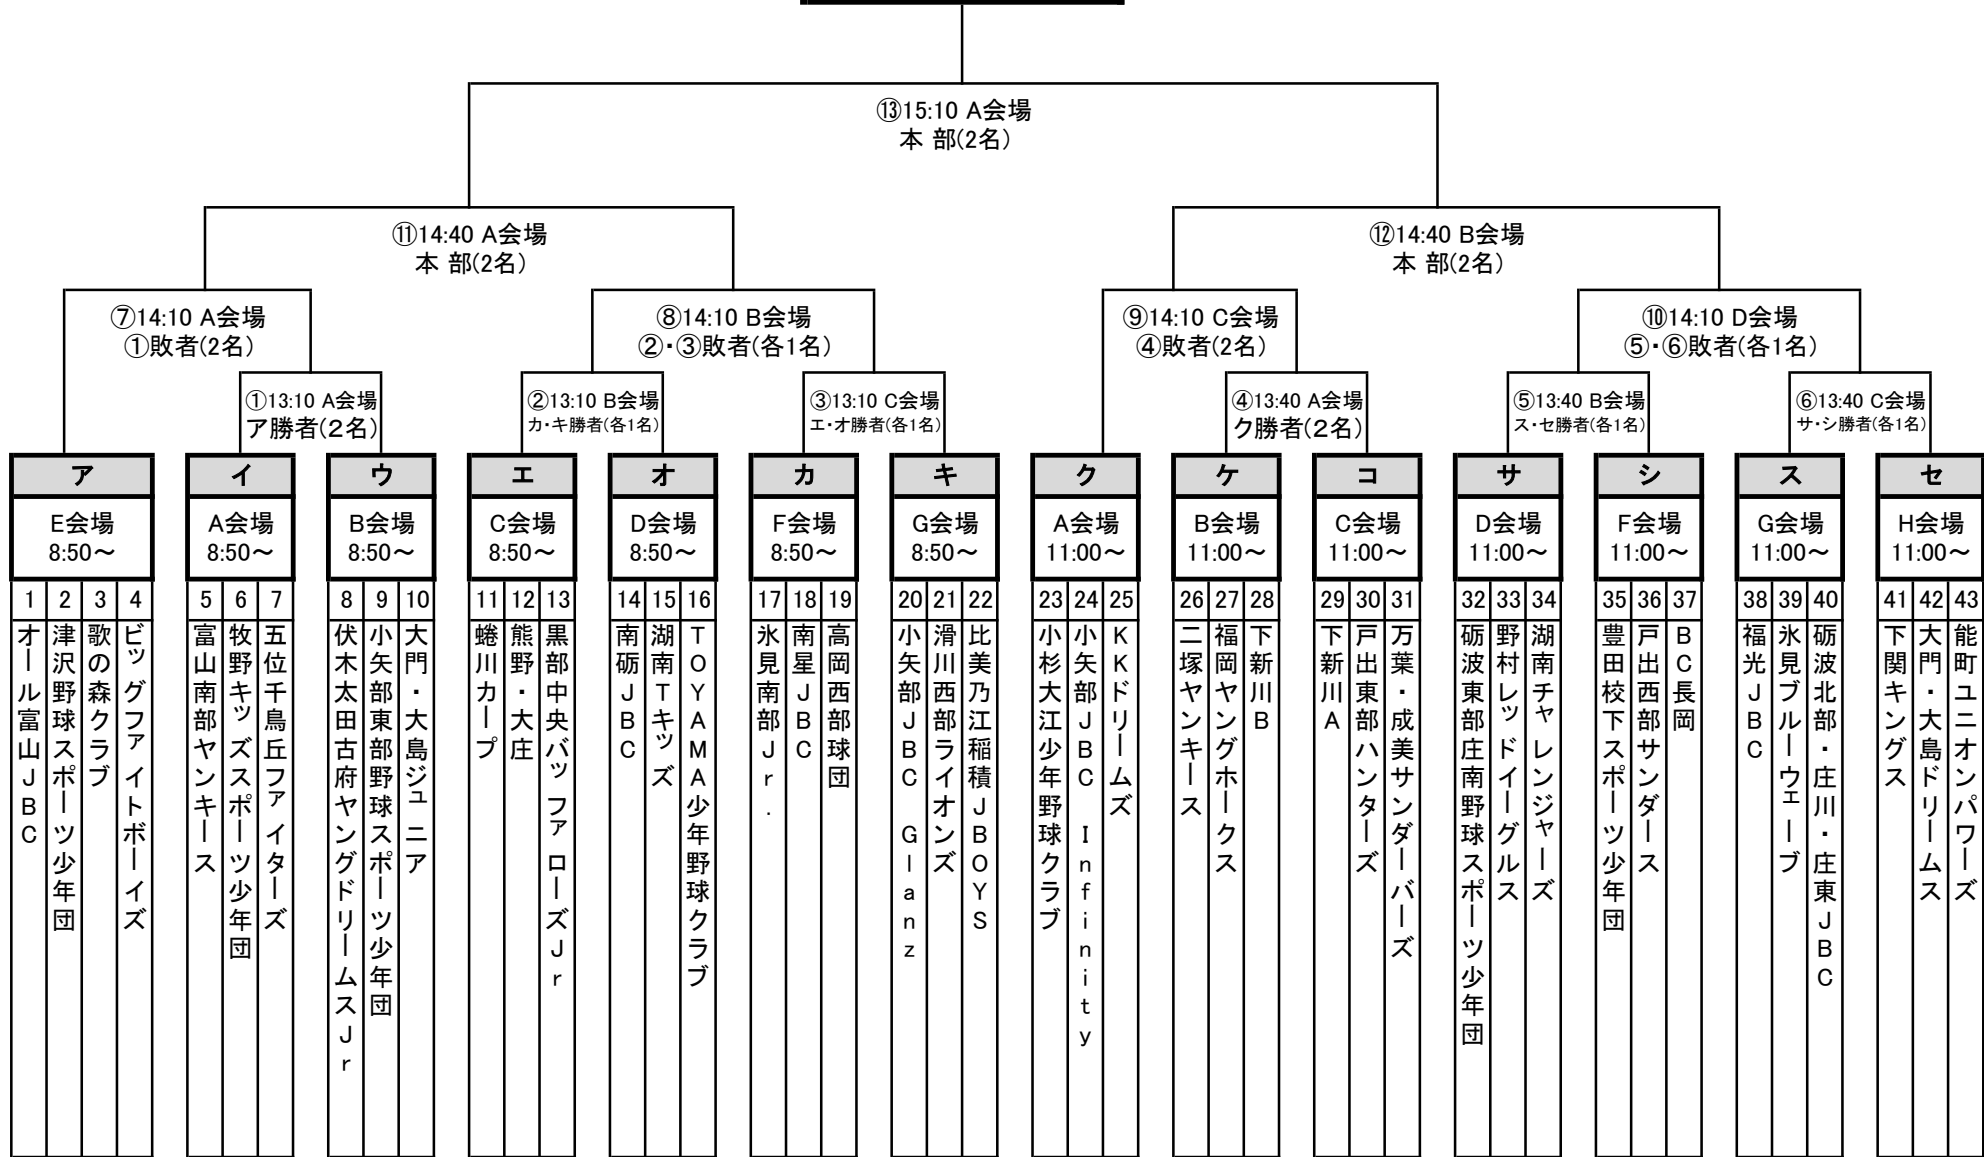 ⑬15:10 A会場
本 部(2名)
⑪14:40 A会場
本 部(2名)
⑫14:40 B会場
本 部(2名)
⑦14:10 A会場
①敗者(2名)
⑧14:10 B会場
②・③敗者(各1名)
⑨14:10 C会場
④敗者(2名)
⑩14:10 D会場
⑤・⑥敗者(各1名)
①13:10 A会場
ア勝者(2名)
②13:10 B会場
カ・キ勝者(各1名)
③13:10 C会場
エ・オ勝者(各1名)
④13:40 A会場
ク勝者(2名)
⑤13:40 B会場
ス・セ勝者(各1名)
⑥13:40 C会場
サ・シ勝者(各1名)
ア
E会場
8:50～
1
オール富山JBC
2
津沢野球スポーツ少年団
3
歌の森クラブ
4
ビッグファイトボーイズ
イ
A会場
8:50～
5
富山南部ヤンキース
6
牧野キッズスポーツ少年団
7
五位千鳥丘ファイターズ
ウ
B会場
8:50～
8
伏木太田古府ヤングドリームスJr
9
小矢部東部野球スポーツ少年団
10
大門・大島ジュニア
エ
C会場
8:50～
11
蜷川カープ
12
熊野・大庄
13
黒部中央バッファローズJr
オ
D会場
8:50～
14
南砺JBC
15
湖南Tキッズ
16
TOYAMA少年野球クラブ
カ
F会場
8:50～
17
氷見南部Jr.
18
南星JBC
19
高岡西部球団
キ
G会場
8:50～
20
小矢部JBC Glanz
21
滑川西部ライオンズ
22
比美乃江稲積JBOYS
ク
A会場
11:00～
23
小杉大江少年野球クラブ
24
小矢部JBC Infinity
25
KKドリームズ
ケ
B会場
11:00～
26
二塚ヤンキース
27
福岡ヤングホークス
28
下新川B
コ
C会場
11:00～
29
下新川A
30
戸出東部ハンターズ
31
万葉・成美サンダーバーズ
サ
D会場
11:00～
32
砺波東部庄南野球スポーツ少年団
33
野村レッドイーグルス
34
湖南チャレンジャーズ
シ
F会場
11:00～
35
豊田校下スポーツ少年団
36
戸出西部サンダース
37
BC長岡
ス
G会場
11:00～
38
福光JBC
39
氷見ブルーウェーブ
40
砺波北部・庄川・庄東JBC
セ
H会場
11:00～
41
下関キングス
42
大門・大島ドリームス
43
能町ユニオンパワーズ